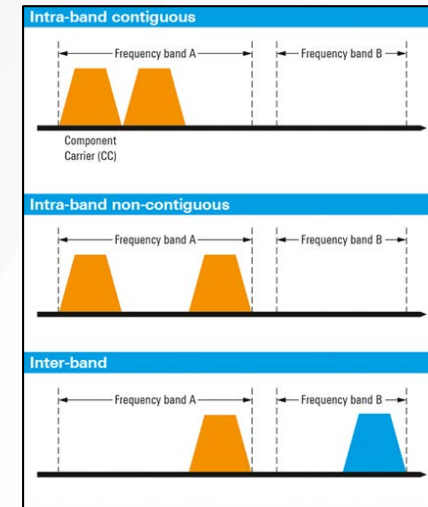 Intra-band contiguous
Frequency band A
Frequency band B
Component
Carrier (CC)
Intra-band non-contiguous
Frequency band A
Frequency band B
Inter-band
Frequency band A
Frequency band B